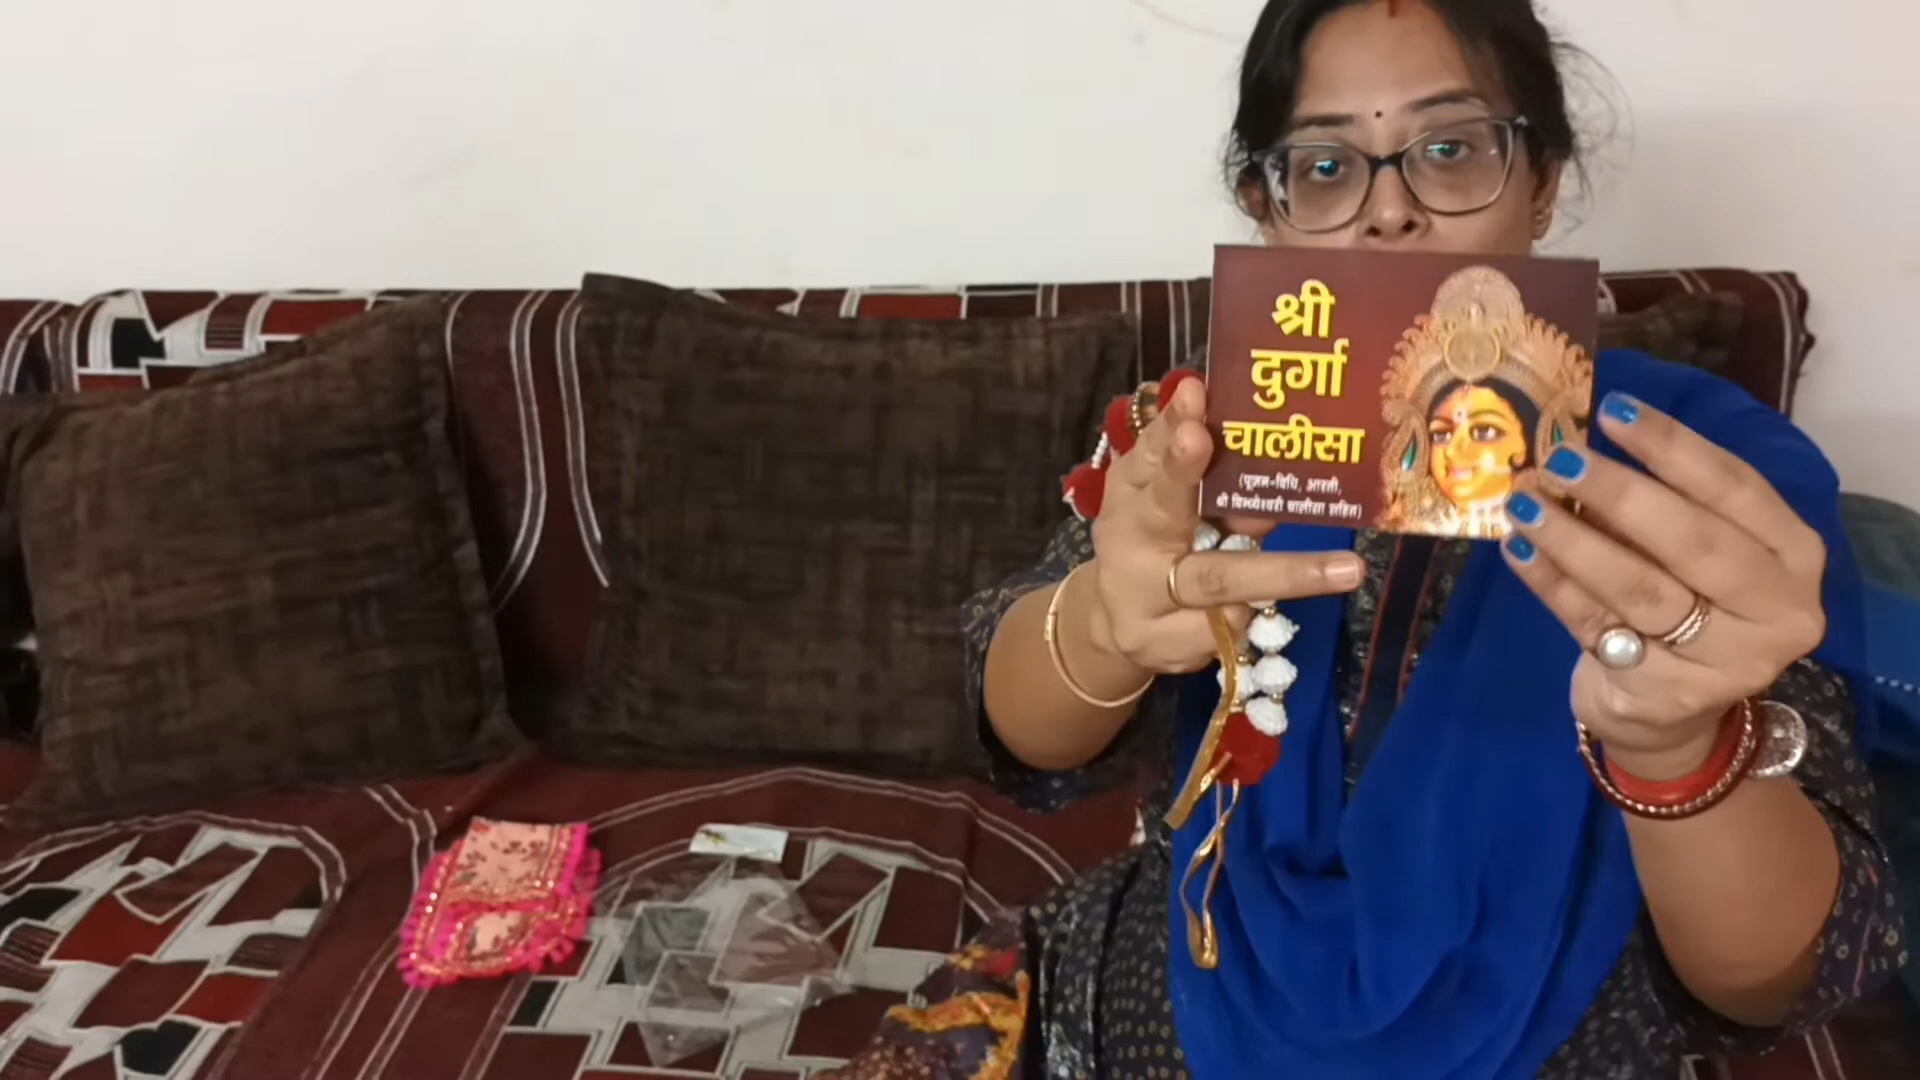 श्री
दुर्गा
चालीसा
(पूजन-विधि, आरती,
श्री विन्ध्येश्वरी चालीसा सहित)